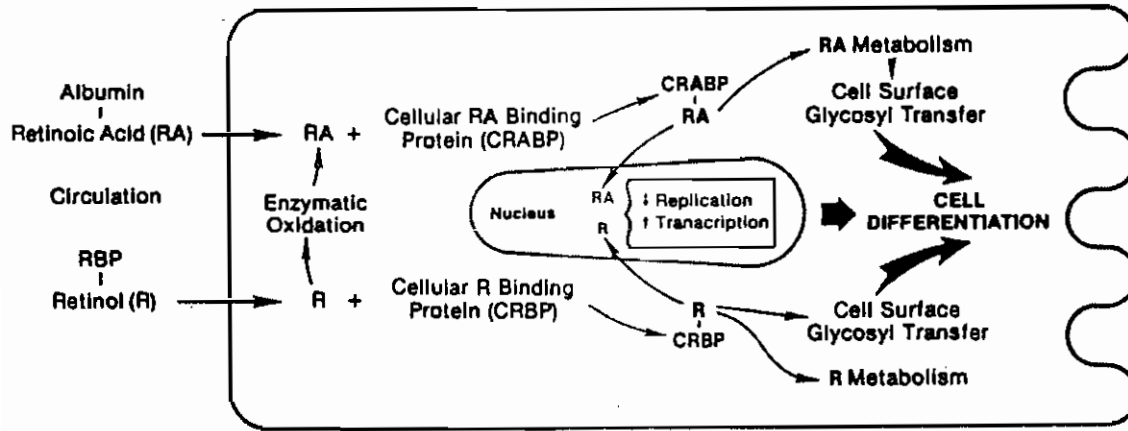 Albumin
Retinoic Acid (RA)
Circulation
RBP
Retinol (R)
RA +
Enzymatic
Oxidation
R +
Cellular RA Binding
Protein (CRABP)
CRABP
RA
Nucleus
RA
R
↓ Replication
↑ Tranacription
Cellular R Binding
Protein (CRBP)
R
CRBP
RA Metabolism
Cell Surface
Glycosyl Transfer
CELL
DIFFERENTIATION
Cell Surface
Glycosyl Transfer
R Metabolism